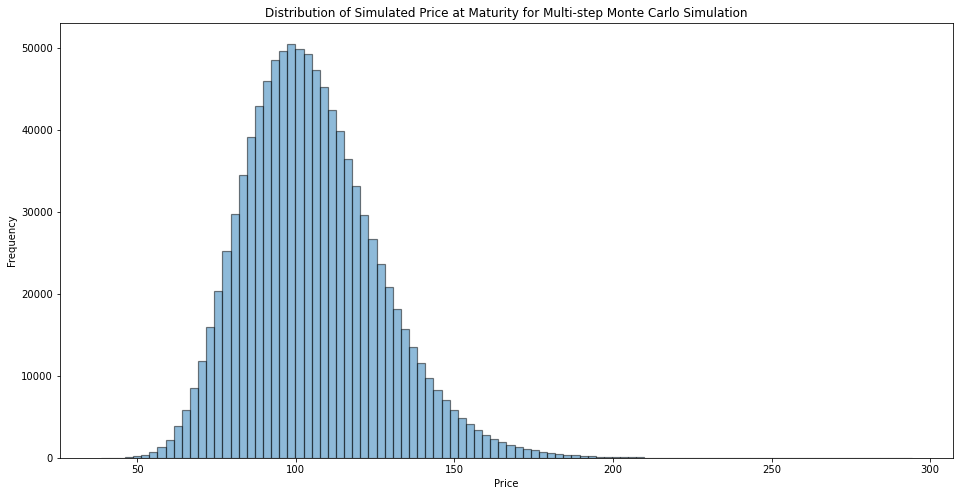 Distribution of Simulated Price at Maturity for Multi-step Monte Carlo Simulation
50000
40000
30000
20000
10000
0
Frequency
50 100 150 200 250 300
Price